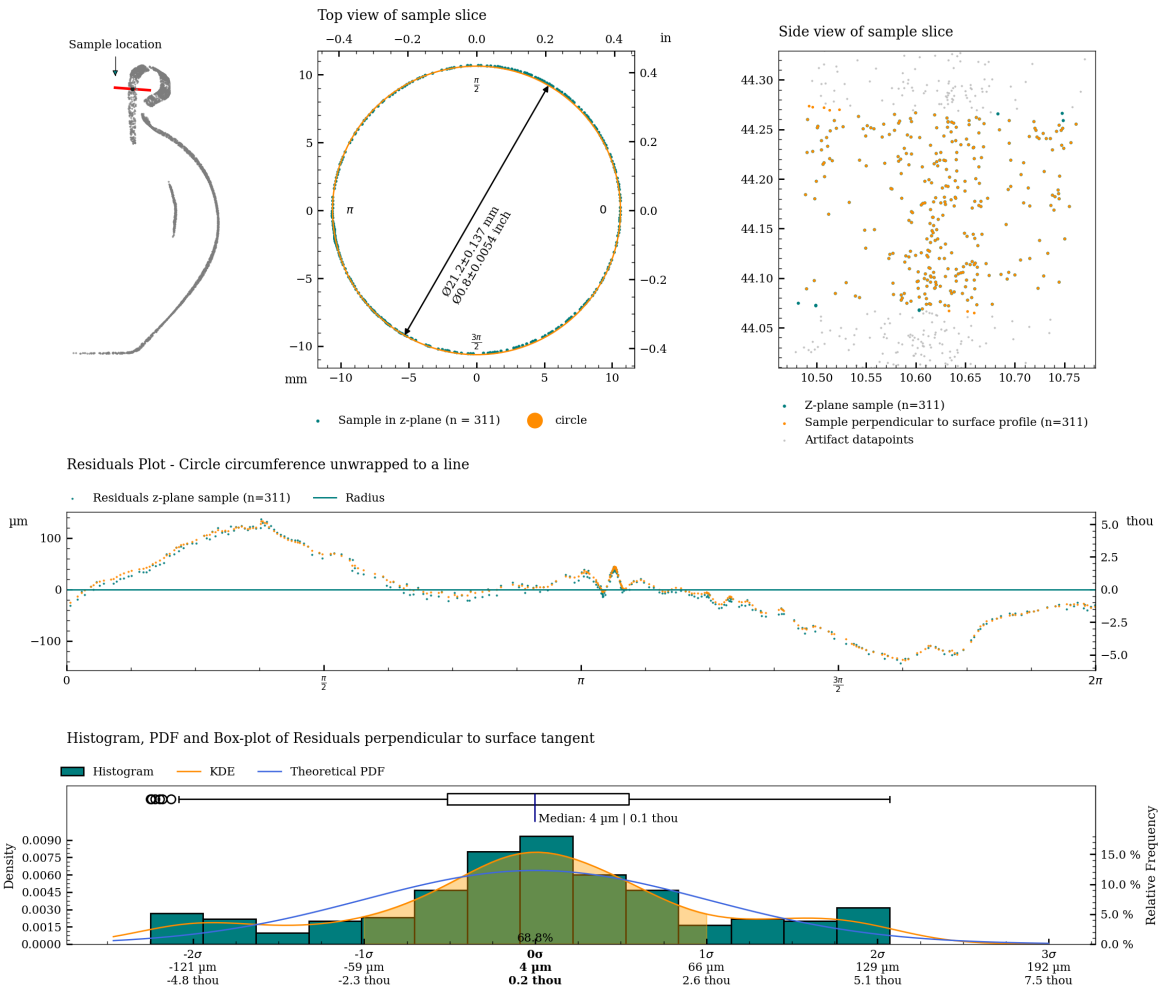 Sample location
Top view of sample slice
−0.4 −0.2 0.0 0.2 0.4 in
10 5 0 −5 −10
0.4 0.2 0.0 −0.2 −0.4
π/2
π 0
Ø21.2±0.137 mm
Ø0.8±0.0054 inch
3π/2
mm −10 −5 0 5 10
Sample in z-plane (n = 311) circle
Side view of sample slice
44.30
44.25
44.20
44.15
44.10
44.05
10.50 10.55 10.60 10.65 10.70 10.75
Z-plane sample (n=311)
Sample perpendicular to surface profile (n=311)
Artifact datapoints
Residuals Plot - Circle circumference unwrapped to a line
Residuals z-plane sample (n=311) Radius
µm thou
100 0 −100
5.0 2.5 0.0 −2.5 −5.0
0 π/2 π 3π/2 2π
Histogram, PDF and Box-plot of Residuals perpendicular to surface tangent
Histogram KDE Theoretical PDF
Median: 4 µm | 0.1 thou
Density
0.0090
0.0075
0.0060
0.0045
0.0030
0.0015
0.0000
15.0 %
10.0 %
5.0 %
0.0 %
Relative Frequency
68.8%
-2σ -1σ 0σ 1σ 2σ 3σ
-121 µm -59 µm 4 µm 66 µm 129 µm 192 µm
-4.8 thou -2.3 thou 0.2 thou 2.6 thou 5.1 thou 7.5 thou